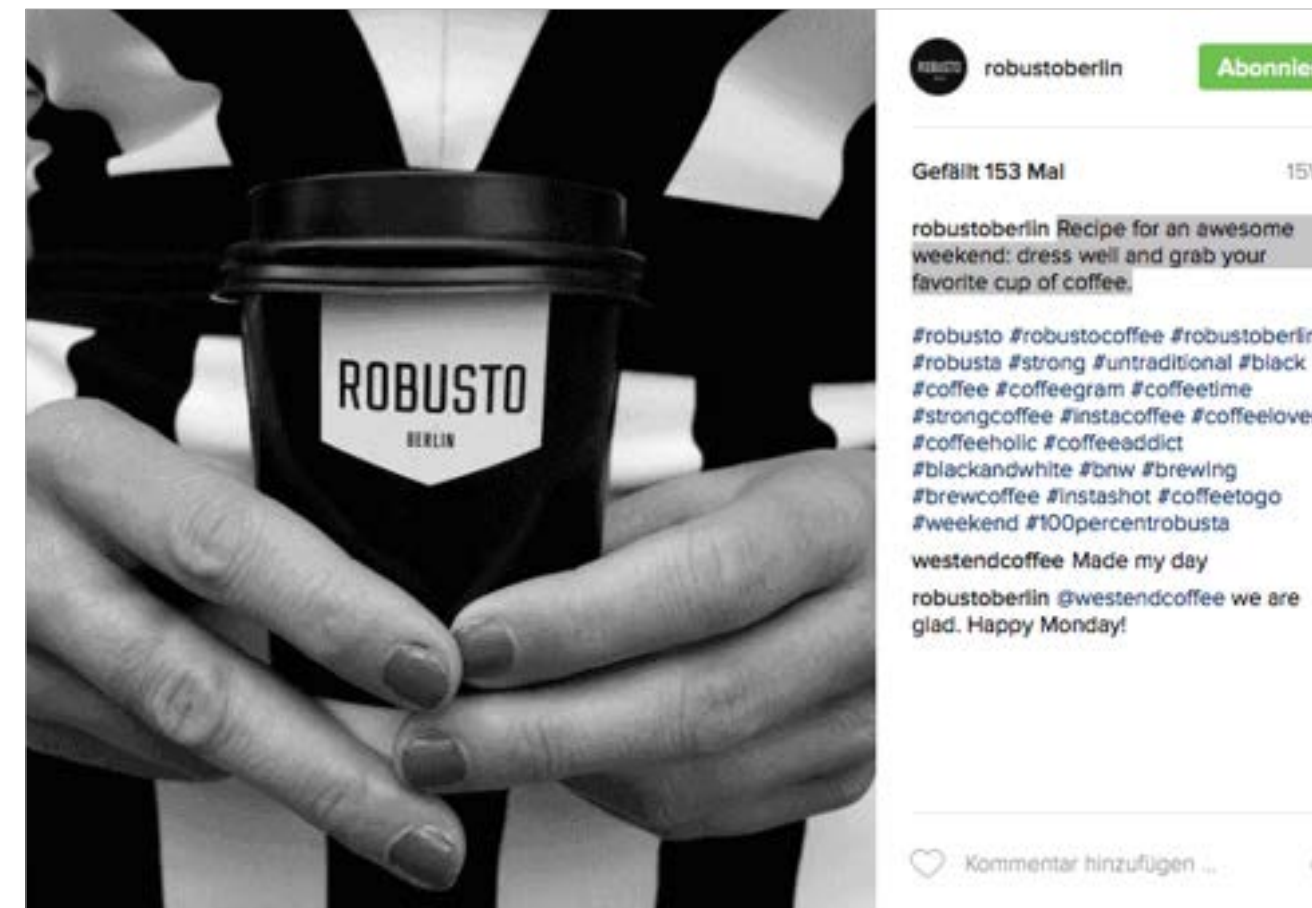 ROBUSTO
BERLIN
robustoberlin
Gefällt 153 Mal
robustoberlin Recipe for an awesome
weekend: dress well and grab your
favorite cup of coffee.
#robusto #robustocoffee #robustoberlin
#robusta #strong #untraditional #black
#coffee #coffeegram #coffeetime
#strongcoffee #instacoffee
#coffeeholic #coffeeaddict
#blackandwhite #bnw #brewing
#brewcoffee #instashot #coffeetogo
#weekend #100percentrobusta
westendcoffee Made my day
robustoberlin @westendcoffee we are
glad. Happy Monday!
Kommentar hinzufügen ...